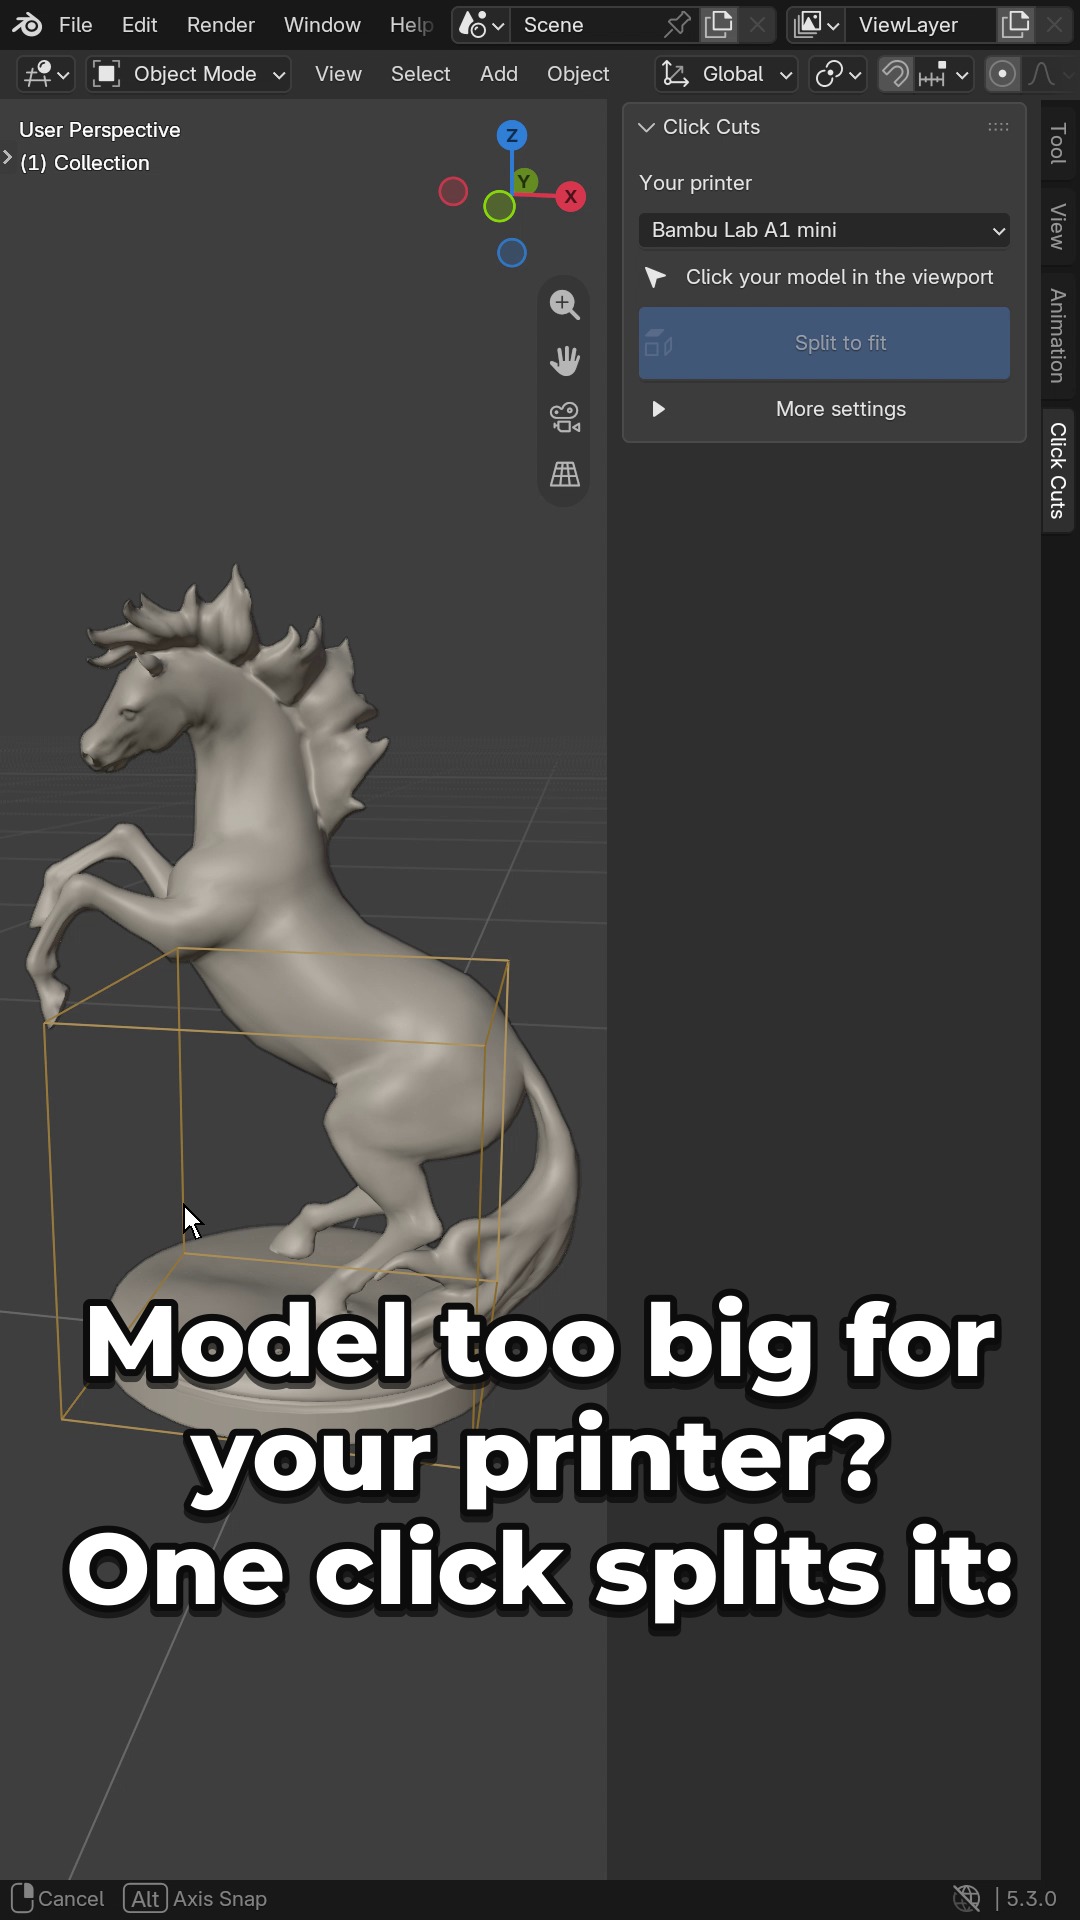 File Edit Render Window Help Scene ViewLayer
Object Mode View Select Add Object Global
User Perspective
(1) Collection
Z
Y
X
Click Cuts
Your printer
Bambu Lab A1 mini
Click your model in the viewport
Split to fit
More settings
Tool
View
Animation
Click Cuts
Model too big for
your printer?
One click splits it:
Cancel Alt Axis Snap
5.3.0